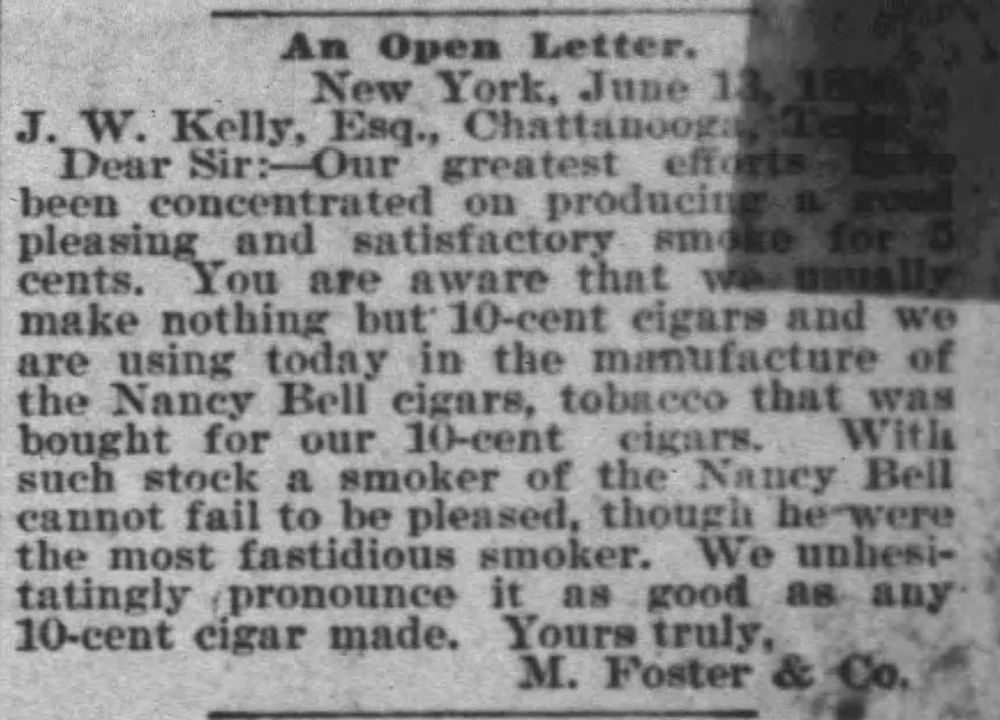 An Open Letter.
New York, June 13,
J. W. Kelly, Esq., Chattanooga, Tenn.
Dear Sir:—Our greatest efforts have
been concentrated on producing a good
pleasing and satisfactory smoke for 5
cents. You are aware that we usually
make nothing but 10-cent cigars and we
are using today in the manufacture of
the Nancy Bell cigars, tobacco that was
bought for our 10-cent cigars. With
such stock a smoker of the Nancy Bell
cannot fail to be pleased, though he were
the most fastidious smoker. We unhesi-
tatingly pronounce it as good as any
10-cent cigar made. Yours truly,
M. Foster & Co.